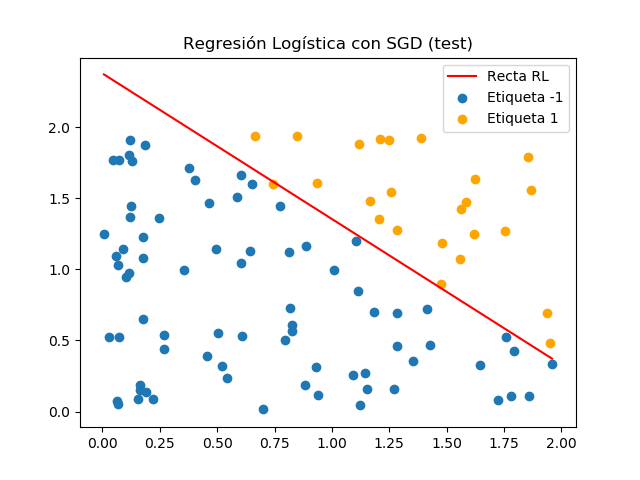 Regresión Logística con SGD (test)
Recta RL
Etiqueta -1
Etiqueta 1
2.0
1.5
1.0
0.5
0.0
0.00 0.25 0.50 0.75 1.00 1.25 1.50 1.75 2.00